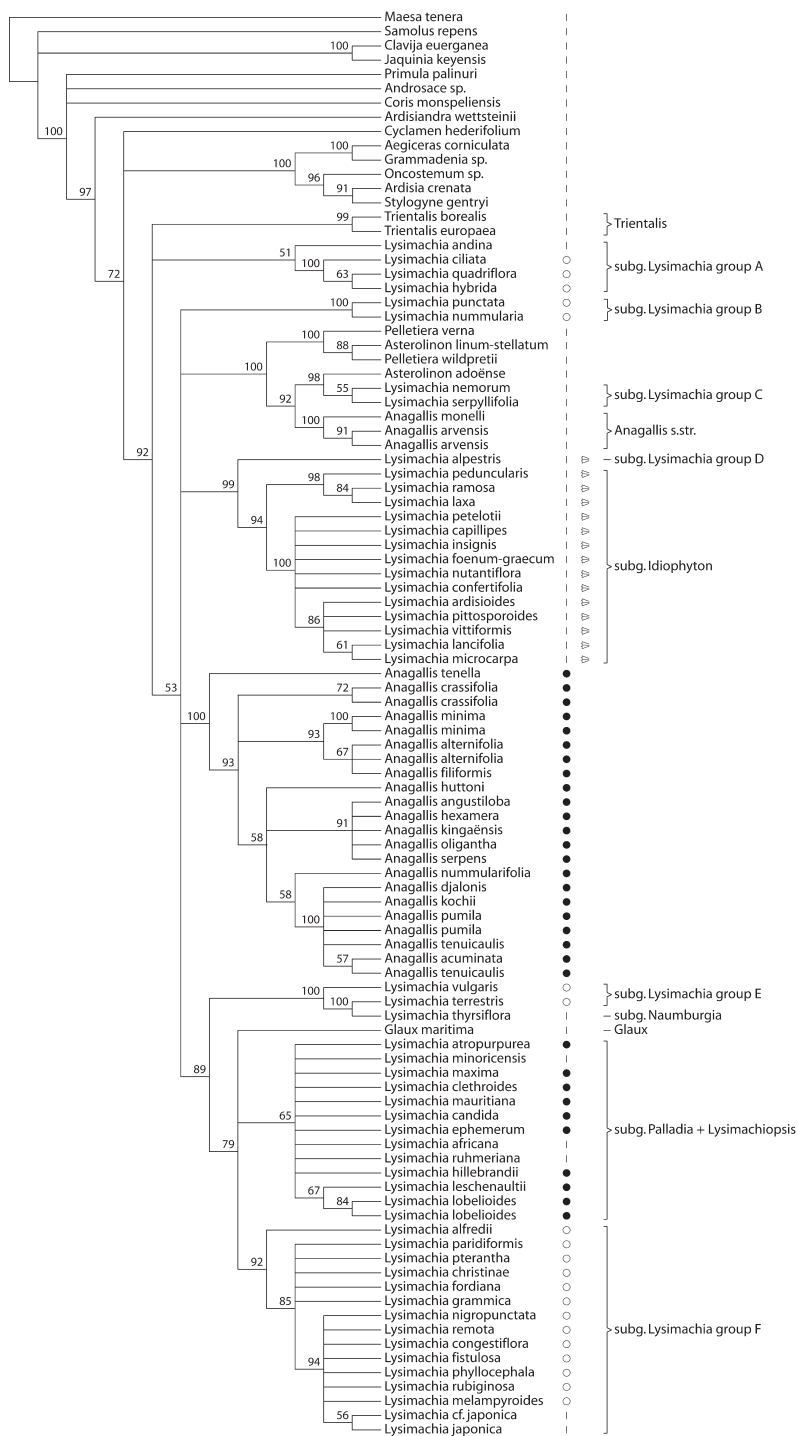 Maesa tenera
Samolus repens
100 Clavija euerganea
Jaquinia keyensis
Primula palinuri
Androsace sp.
Coris monspeliensis
100
Ardisiandra wettsteinii
Cyclamen hederifolium
100 Aegiceras corniculata
100 Grammadenia sp.
96 Oncostemum sp.
97 91 Ardisia crenata
Stylogyne gentryi
99 Trientalis borealis
Trientalis
Trientalis europaea
51 Lysimachia andina
100 Lysimachia ciliata
subg. Lysimachia group A
72 63 Lysimachia quadriflora
Lysimachia hybrida
100 Lysimachia punctata
subg. Lysimachia group B
Lysimachia nummularia
100 Pelletiera verna
88 Asterolinon linum-stellatum
Pelletiera wildpretii
100
98 Asterolinon adoënse
55 Lysimachia nemorum
subg. Lysimachia group C
92 Lysimachia serpyllifolia
100 Anagallis monelli
91 Anagallis arvensis
Anagallis s.str.
Anagallis arvensis
92 Lysimachia alpestris subg. Lysimachia group D
98 Lysimachia peduncularis
99 84 Lysimachia ramosa
Lysimachia laxa
94 Lysimachia petelotii
Lysimachia capillipes
Lysimachia insignis
100 Lysimachia foenum-graecum
subg. Idiophyton
Lysimachia nutantiflora
Lysimachia confertifolia
Lysimachia ardisioides
86 Lysimachia pittosporoides
Lysimachia vittiformis
61 Lysimachia lancifolia
Lysimachia microcarpa
Anagallis tenella
53 72 Anagallis crassifolia
Anagallis crassifolia
100 100 Anagallis minima
93 Anagallis minima
67 Anagallis alternifolia
93 Anagallis alternifolia
Anagallis filiformis
Anagallis huttoni
Anagallis angustiloba
Anagallis hexamera
91 Anagallis kingaënsis
58 Anagallis oligantha
Anagallis serpens
Anagallis nummularifolia
58 Anagallis djalonis
Anagallis kochii
Anagallis pumila
100 Anagallis pumila
Anagallis tenuicaulis
57 Anagallis acuminata
Anagallis tenuicaulis
100 Lysimachia vulgaris
subg. Lysimachia group E
100 Lysimachia terrestris
Lysimachia thyrsiflora subg. Naumburgia
Glaux maritima Glaux
Lysimachia atropurpurea
Lysimachia minoricensis
89 Lysimachia maxima
Lysimachia clethroides
Lysimachia mauritiana
65 Lysimachia candida
Lysimachia ephemerum
subg. Palladia + Lysimachiopsis
79 Lysimachia africana
Lysimachia ruhmeriana
Lysimachia hillebrandii
67 Lysimachia leschenaultii
84 Lysimachia lobelioides
Lysimachia lobelioides
Lysimachia alfredii
Lysimachia paridiformis
92 Lysimachia pterantha
Lysimachia christinae
Lysimachia fordiana
85 Lysimachia grammica
Lysimachia nigropunctata
Lysimachia remota
subg. Lysimachia group F
Lysimachia congestiflora
Lysimachia fistulosa
94 Lysimachia phyllocephala
Lysimachia rubiginosa
Lysimachia melampyroides
56 Lysimachia cf. japonica
Lysimachia japonica